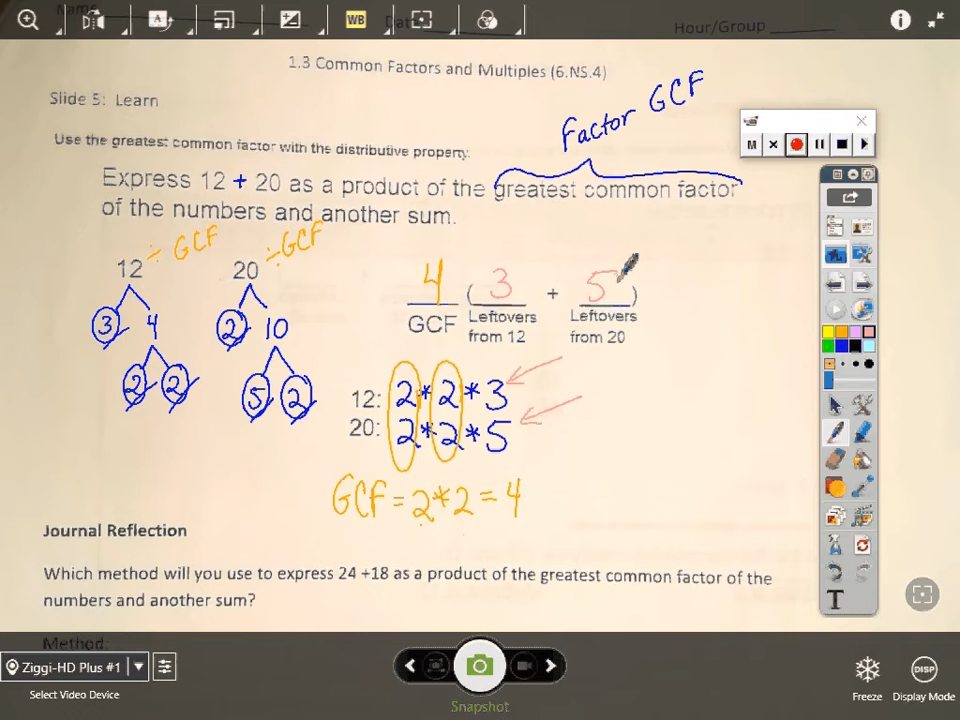 Name
WB
Date
Hour/Group
1.3 Common Factors and Multiples (6.NS.4)
Slide 5: Learn
Factor GCF
Use the greatest common factor with the distributive property.
Express 12 + 20 as a product of the greatest common factor
of the numbers and another sum.
÷ GCF ÷ GCF
12 20
4 ( 3 + 5 )
GCF Leftovers from 12 Leftovers from 20
3 4 2 10
2 2 5 2
12: 2 * 2 * 3
20: 2 * 2 * 5
GCF = 2 * 2 = 4
Journal Reflection
Which method will you use to express 24 +18 as a product of the greatest common factor of the
numbers and another sum?
Method:
M
T
Ziggi-HD Plus #1
Select Video Device
Snapshot
Freeze
DISP
Display Mode